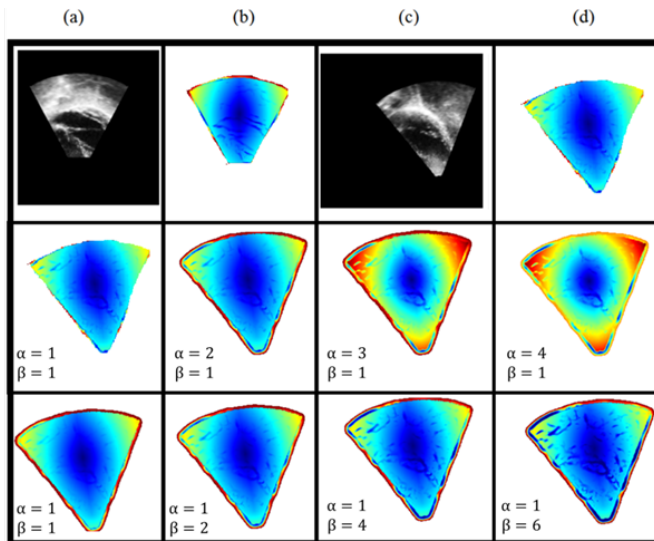 (a) (b) (c) (d)
α = 1 α = 2 α = 3 α = 4
β = 1 β = 1 β = 1 β = 1
α = 1 α = 1 α = 1 α = 1
β = 1 β = 2 β = 4 β = 6